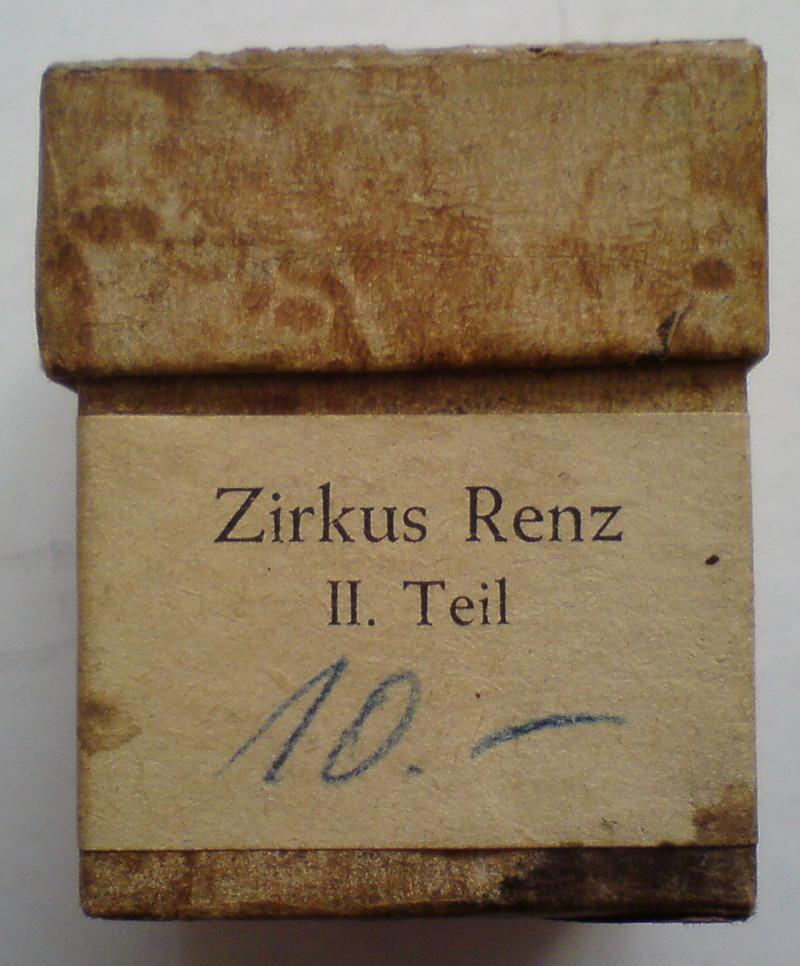 Zirkus Renz
II. Teil
10.—